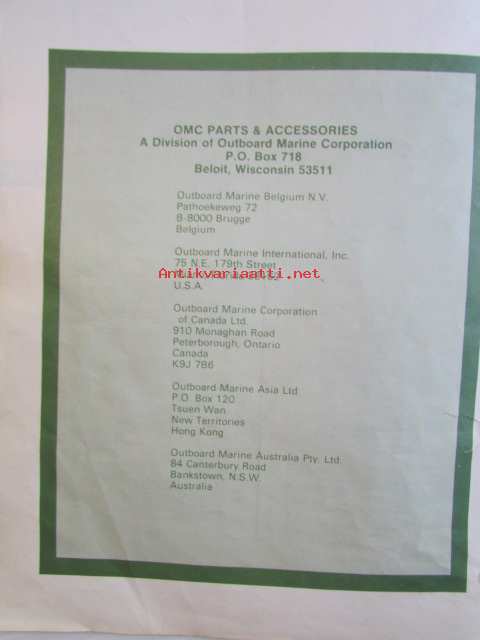 OMC PARTS & ACCESSORIES
A Division of Outboard Marine Corporation
P.O. Box 718
Beloit, Wisconsin 53511
Outboard Marine Belgium N.V.
Pathoekeweg 72
B-8000 Brugge
Belgium
Outboard Marine International, Inc.
75 N.E. 179th Street
Antikvariantti.net
U.S.A.
Outboard Marine Corporation
of Canada Ltd.
910 Monaghan Road
Peterborough, Ontario
Canada
K9J 7B6
Outboard Marine Asia Ltd
P.O. Box 120
Tsuen Wan
New Territories
Hong Kong
Outboard Marine Australia Pty. Ltd.
84 Canterbury Road
Bankstown, N.S.W.
Australia